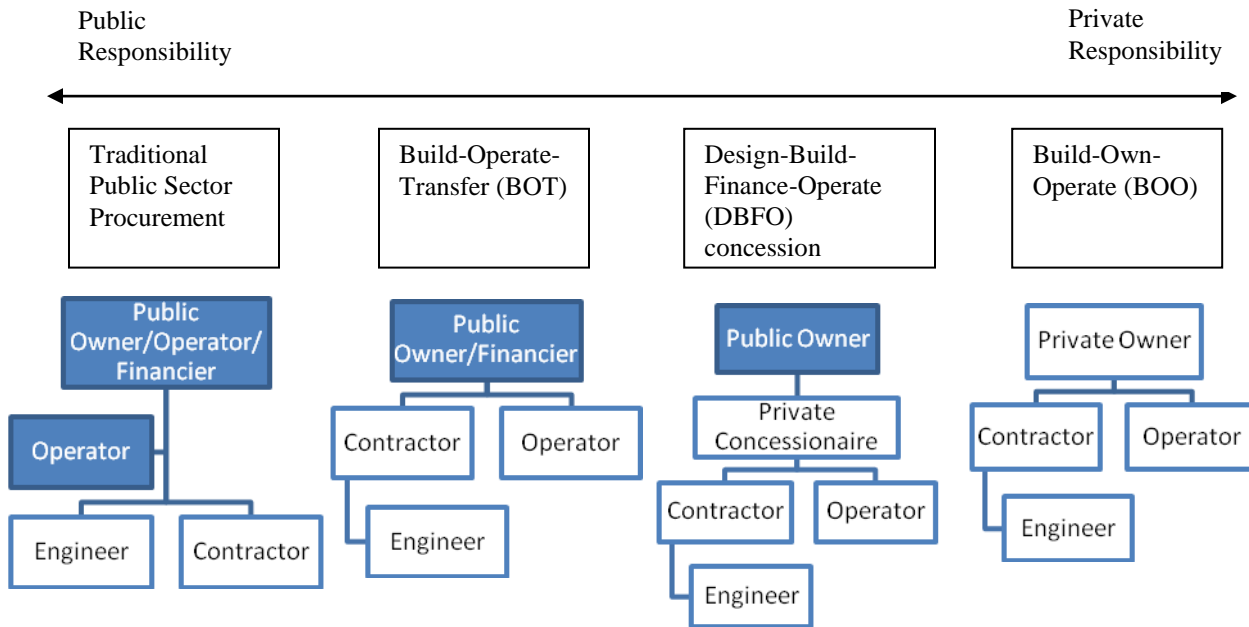 Public
Responsibility
Private
Responsibility
Traditional
Public Sector
Procurement
Build-Operate-
Transfer (BOT)
Design-Build-
Finance-Operate
(DBFO)
concession
Build-Own-
Operate (BOO)
Public
Owner/Operator/
Financier
Operator
Engineer
Contractor
Public
Owner/Financier
Contractor
Operator
Engineer
Public Owner
Private
Concessionaire
Contractor
Operator
Engineer
Private Owner
Contractor
Operator
Engineer